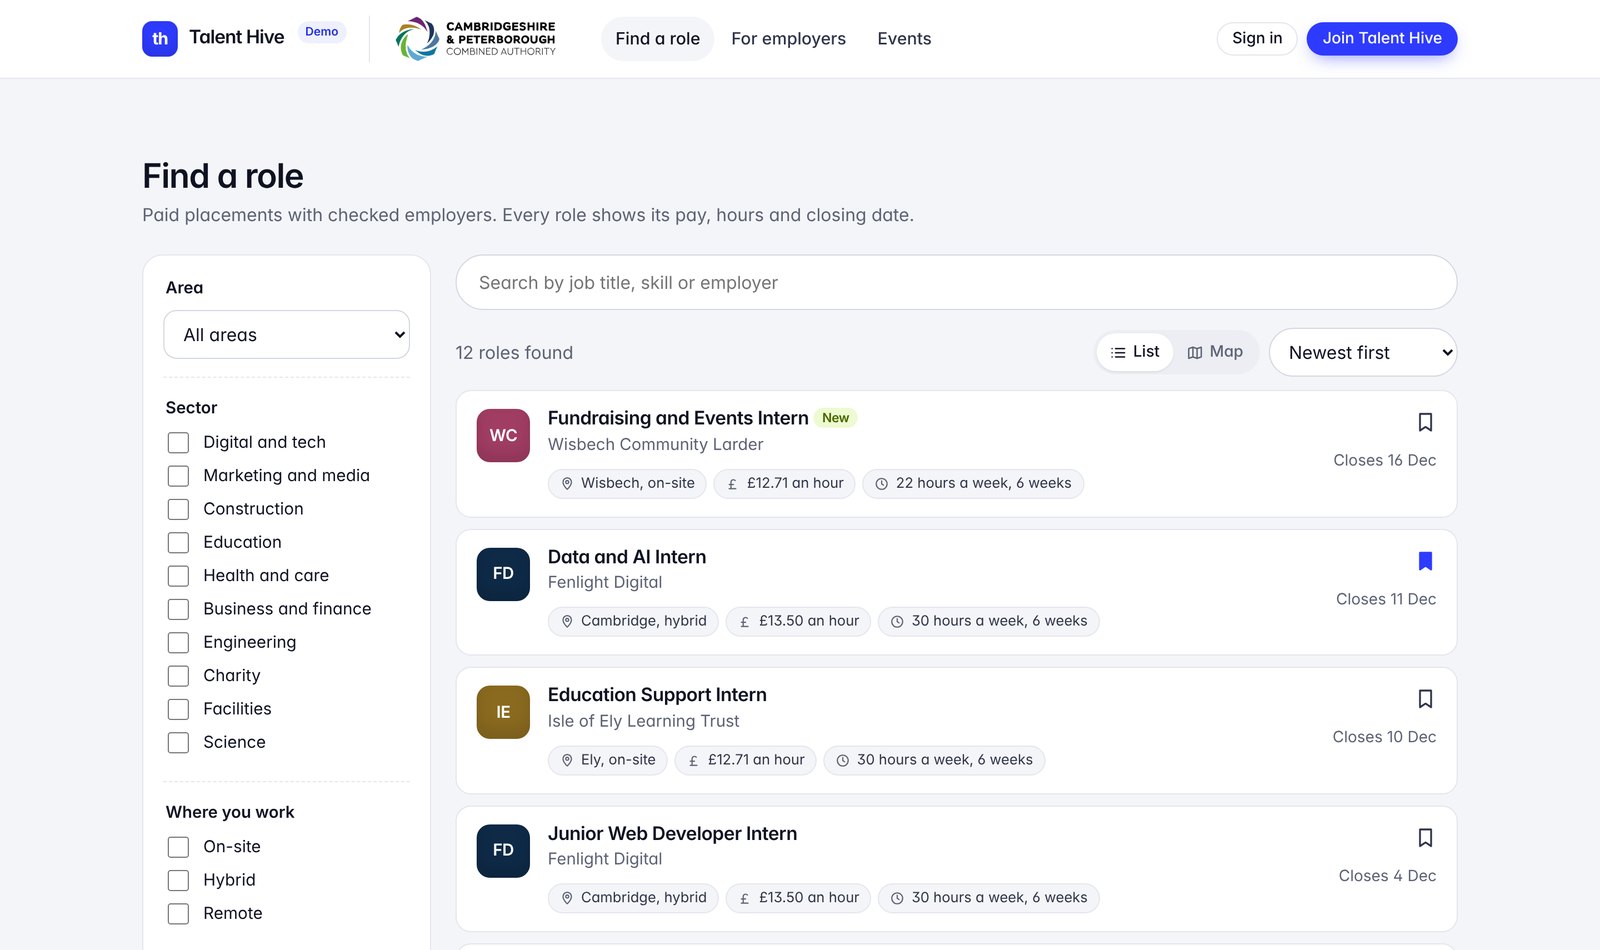 th Talent Hive Demo
CAMBRIDGESHIRE
& PETERBOROUGH
COMBINED AUTHORITY
Find a role For employers Events
Sign in Join Talent Hive
Find a role
Paid placements with checked employers. Every role shows its pay, hours and closing date.
Area
All areas
Sector
Digital and tech
Marketing and media
Construction
Education
Health and care
Business and finance
Engineering
Charity
Facilities
Science
Where you work
On-site
Hybrid
Remote
Search by job title, skill or employer
12 roles found
List Map Newest first
WC
Fundraising and Events Intern New
Wisbech Community Larder
Wisbech, on-site £ £12.71 an hour 22 hours a week, 6 weeks
Closes 16 Dec
FD
Data and AI Intern
Fenlight Digital
Cambridge, hybrid £ £13.50 an hour 30 hours a week, 6 weeks
Closes 11 Dec
IE
Education Support Intern
Isle of Ely Learning Trust
Ely, on-site £ £12.71 an hour 30 hours a week, 6 weeks
Closes 10 Dec
FD
Junior Web Developer Intern
Fenlight Digital
Cambridge, hybrid £ £13.50 an hour 30 hours a week, 6 weeks
Closes 4 Dec